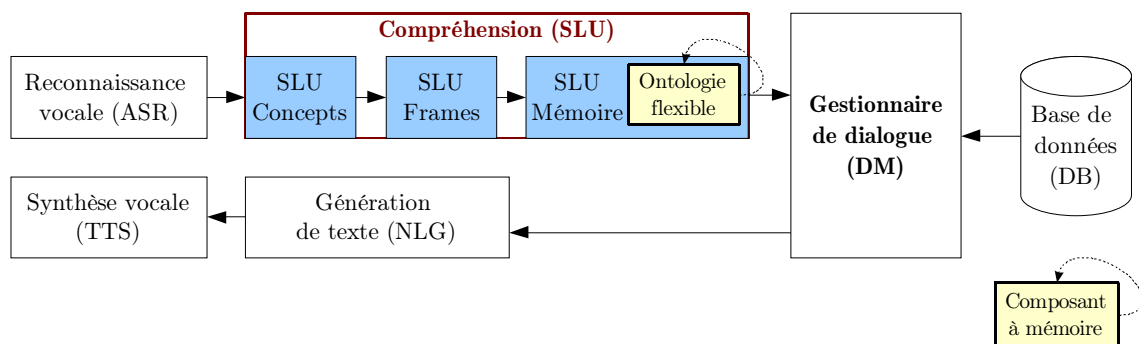 Compréhension (SLU)
Reconnaissance
vocale (ASR)
SLU
Concepts
SLU
Frames
SLU
Mémoire
Ontologie
flexible
Gestionnaire
de dialogue
(DM)
Base de
données
(DB)
Synthèse vocale
(TTS)
Génération
de texte (NLG)
Composant
à mémoire